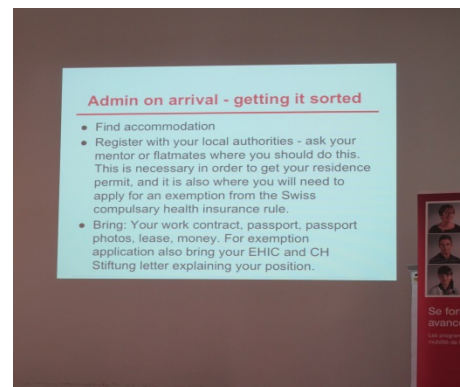 Admin on arrival - getting it sorted
● Find accommodation
● Register with your local authorities - ask your
mentor or flatmates where you should do this.
This is necessary in order to get your residence
permit, and it is also where you will need to
apply for an exemption from the Swiss
compulsary health insurance rule.
● Bring: Your work contract, passport, passport
photos, lease, money. For exemption
application also bring your EHIC and CH
Stiftung letter explaining your position.
Se for
avance